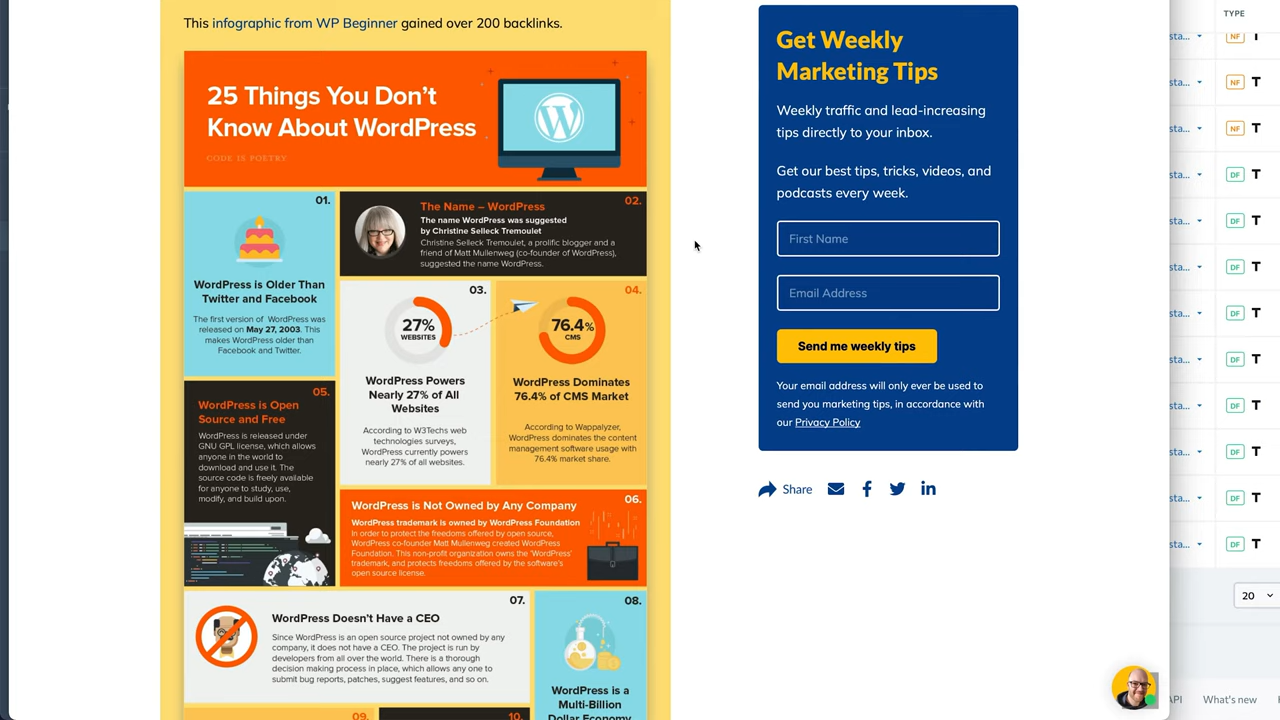 This infographic from WP Beginner gained over 200 backlinks.
25 Things You Don't
Know About WordPress
CODE IS POETRY
01.
WordPress is Older Than
Twitter and Facebook
The first version of WordPress was
released on May 27, 2003. This
makes WordPress older than
Facebook and Twitter.
02.
The Name – WordPress
The name WordPress was suggested
by Christine Selleck Tremoulet
Christine Selleck Tremoulet, a prolific blogger and a
friend of Matt Mullenweg (co-founder of WordPress),
suggested the name WordPress.
03.
27%
WEBSITES
WordPress Powers
Nearly 27% of All
Websites
According to W3Techs web
technologies surveys,
WordPress currently powers
nearly 27% of all websites.
04.
76.4%
CMS
WordPress Dominates
76.4% of CMS Market
According to Wappalyzer,
WordPress dominates the content
management software usage with
76.4% market share.
05.
WordPress is Open
Source and Free
WordPress is released under
GNU GPL license, which allows
anyone in the world to
download and use it. The
source code is freely available
for anyone to study, use,
modify, and build upon.
06.
WordPress is Not Owned by Any Company
WordPress trademark is owned by WordPress Foundation
In order to protect the freedoms offered by open source,
WordPress co-founder Matt Mullenweg created WordPress
Foundation. This non-profit organization owns the 'WordPress'
trademark, and protects freedoms offered by the software's
open source license.
07.
WordPress Doesn't Have a CEO
Since WordPress is an open source project not owned by any
company, it does not have a CEO. The project is run by
developers from all over the world. There is a thorough
decision making process in place, which allows any one to
submit bug reports, patches, suggest features, and so on.
08.
WordPress is a
Multi-Billion
Dollar Economy
09.
10.
Get Weekly
Marketing Tips
Weekly traffic and lead-increasing
tips directly to your inbox.
Get our best tips, tricks, videos, and
podcasts every week.
First Name
Email Address
Send me weekly tips
Your email address will only ever be used to
send you marketing tips, in accordance with
our Privacy Policy
Share
TYPE
sta... NF T
sta... NF T
sta... NF T
sta... DF T
sta... DF T
sta... DF T
sta... DF T
sta... DF T
sta... DF T
sta... DF T
sta... DF T
sta... DF T
20
API What's new